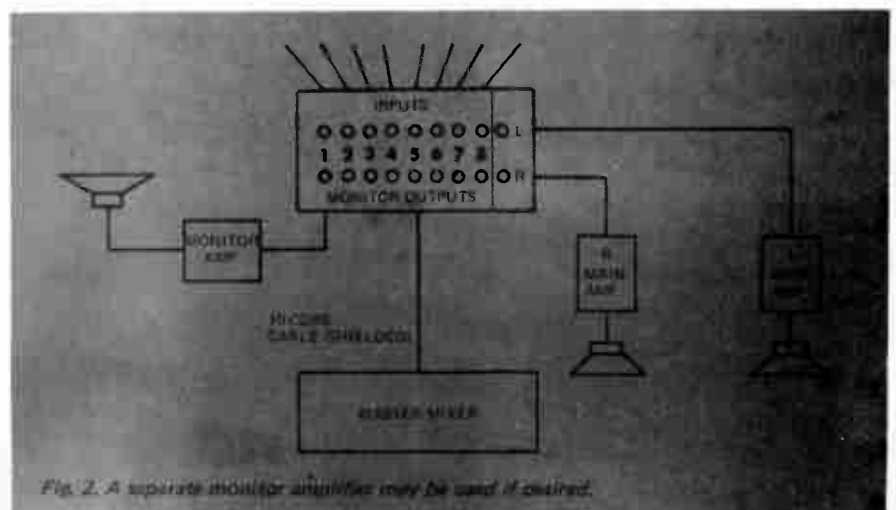 INPUTS
L
1 2 3 4 5 6 7 8
R
MONITOR OUTPUTS
MONITOR
AMP
R
MAIN
AMP
L
CABLE SHIELDED)
MASTER MIXER
Fig. 2. A separate monitor amplifier may be used if desired.